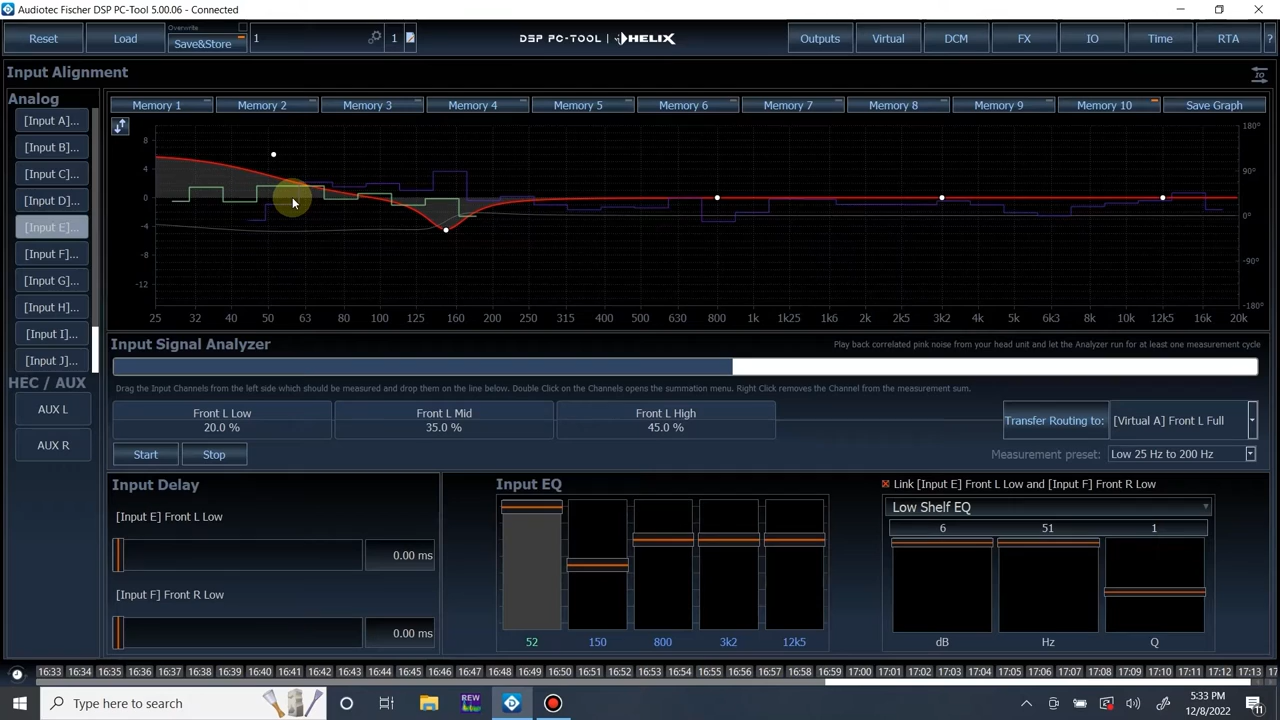 Audiotec Fischer DSP PC-Tool 5.00.06 - Connected
Reset
Load
Overwrite
Save&Store
1
1
DSP PC-TOOL | HELIX
Outputs
Virtual
DCM
FX
IO
Time
RTA
?
Input Alignment
IO
Analog
[Input A]...
[Input B]...
[Input C]...
[Input D]...
[Input E]...
[Input F]...
[Input G]...
[Input H]...
[Input I]...
[Input J]...
HEC / AUX
AUX L
AUX R
Memory 1
Memory 2
Memory 3
Memory 4
Memory 5
Memory 6
Memory 7
Memory 8
Memory 9
Memory 10
Save Graph
8
4
0
-4
-8
-12
180°
90°
0°
-90°
-180°
25 32 40 50 63 80 100 125 160 200 250 315 400 500 630 800 1k 1k25 1k6 2k 2k5 3k2 4k 5k 6k3 8k 10k 12k5 16k 20k
Input Signal Analyzer
Play back correlated pink noise from your head unit and let the Analyzer run for at least one measurement cycle
Drag the Input Channels from the left side which should be measured and drop them on the line below. Double Click on the Channels opens the summation menu. Right Click removes the Channel from the measurement sum.
Front L Low
20.0 %
Front L Mid
35.0 %
Front L High
45.0 %
Transfer Routing to:
[Virtual A] Front L Full
Start
Stop
Measurement preset:
Low 25 Hz to 200 Hz
Input Delay
[Input E] Front L Low
0.00 ms
[Input F] Front R Low
0.00 ms
Input EQ
52
150
800
3k2
12k5
Link [Input E] Front L Low and [Input F] Front R Low
Low Shelf EQ
6
51
1
dB
Hz
Q
16:33 16:34 16:35 16:36 16:37 16:38 16:39 16:40 16:41 16:42 16:43 16:44 16:45 16:46 16:47 16:48 16:49 16:50 16:51 16:52 16:53 16:54 16:55 16:56 16:57 16:58 16:59 17:00 17:01 17:02 17:03 17:04 17:05 17:06 17:07 17:08 17:09 17:10 17:11 17:12 17:13 17
Type here to search
REW
5:33 PM
12/8/2022
11